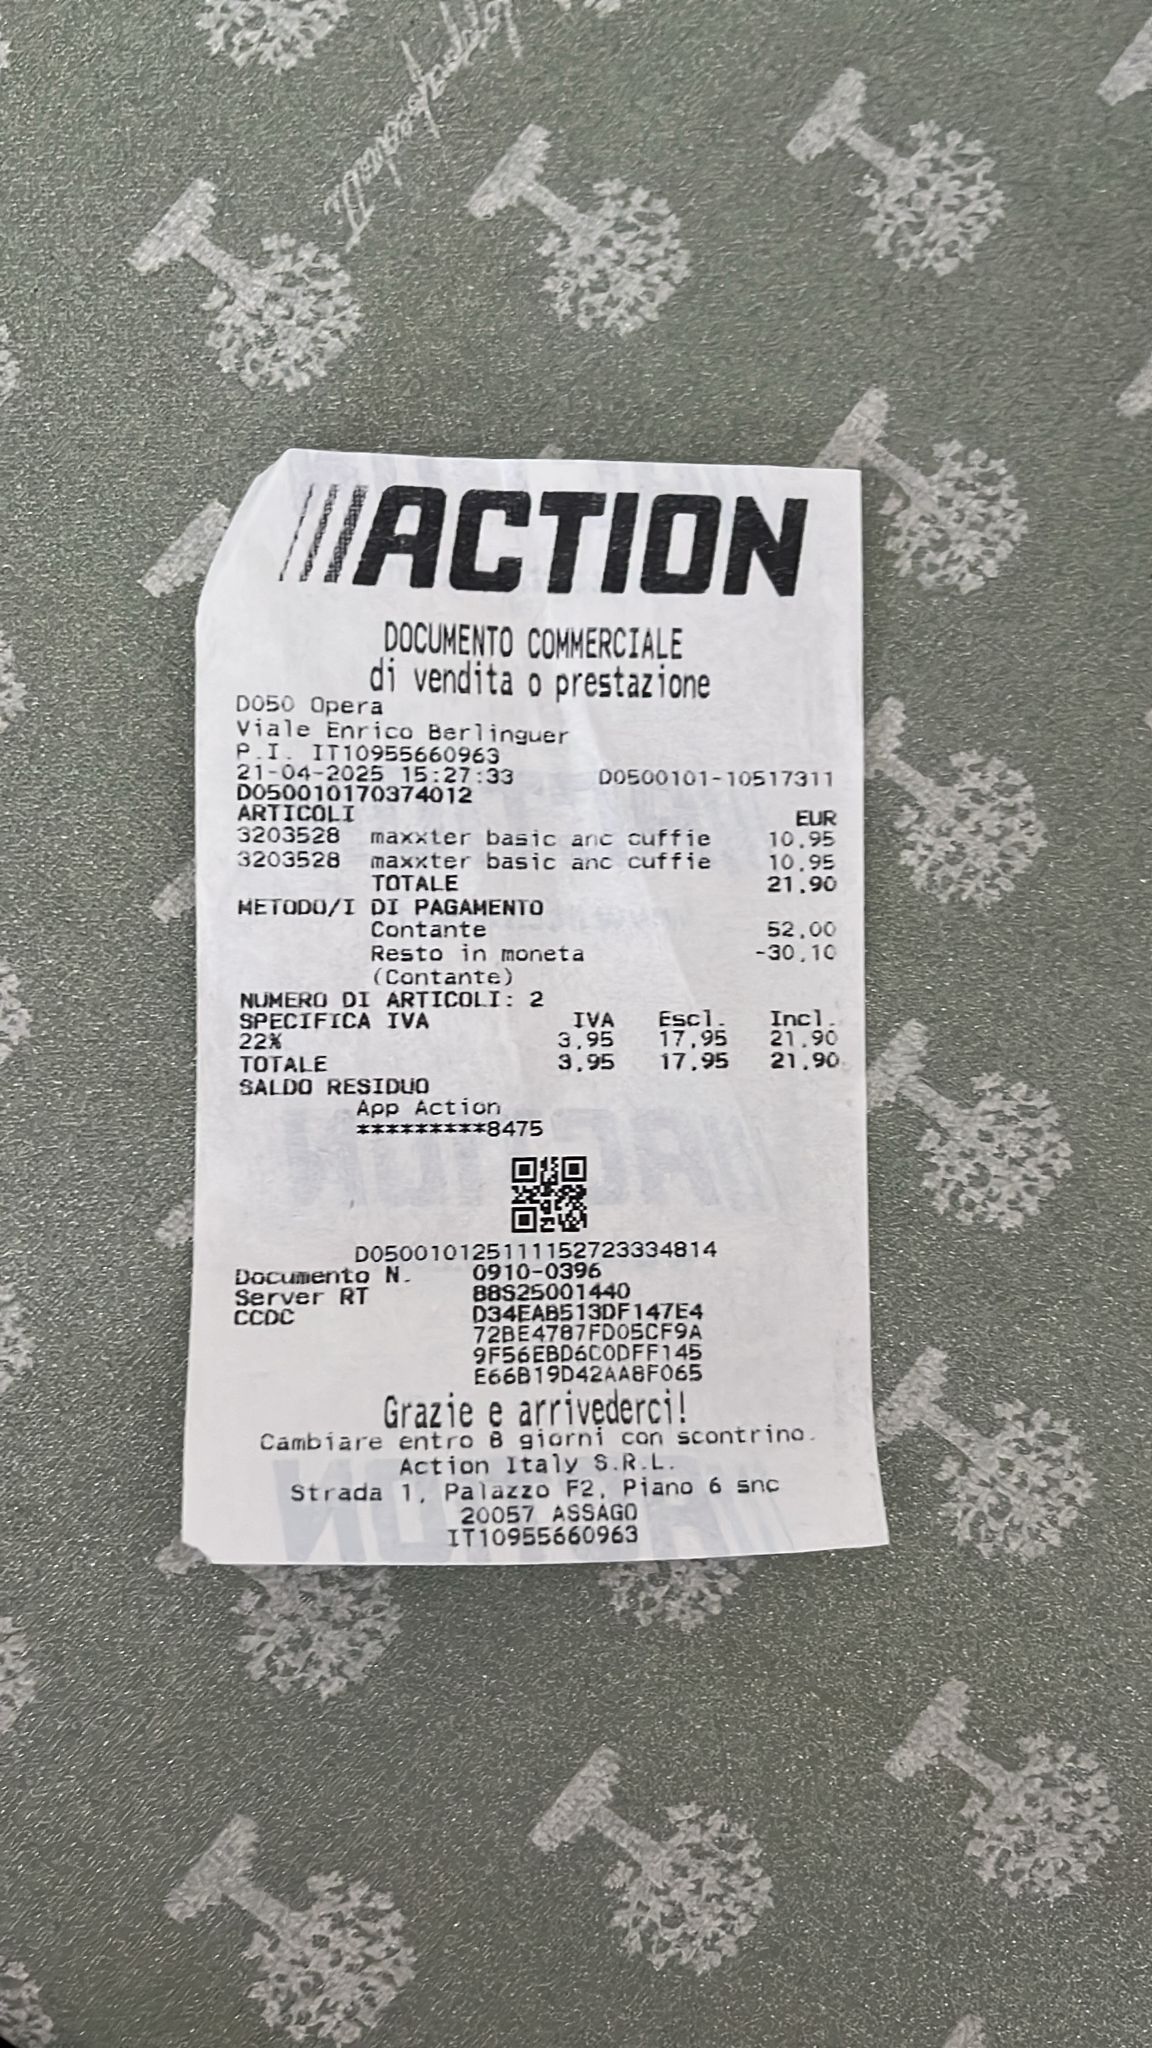 ACTION
DOCUMENTO COMMERCIALE
di vendita o prestazione
D050 Opera
Viale Enrico Berlinguer
P.I. IT10955660963
21-04-2025 15:27:33 D0500101-10517311
D050010170374012
ARTICOLI EUR
3203528 maxxter basic anc cuffie 10.95
3203528 maxxter basic anc cuffie 10.95
TOTALE 21.90
METODO/I DI PAGAMENTO
Contante 52.00
Resto in moneta -30.10
(Contante)
NUMERO DI ARTICOLI: 2
SPECIFICA IVA IVA Escl. Incl.
22% 3.95 17.95 21.90
TOTALE 3.95 17.95 21.90
SALDO RESIDUO
App Action
*********8475
D0500101251111152723334814
Documento N. 0910-0396
Server RT 88S25001440
CCDC D34EAB513DF147E4
72BE4787FD05CF9A
9F56EBD6C0DFF145
E66B19D42AA8F065
Grazie e arrivederci!
Cambiare entro 8 giorni con scontrino.
Action Italy S.R.L.
Strada 1, Palazzo F2, Piano 6 snc
20057 ASSAGO
IT10955660963